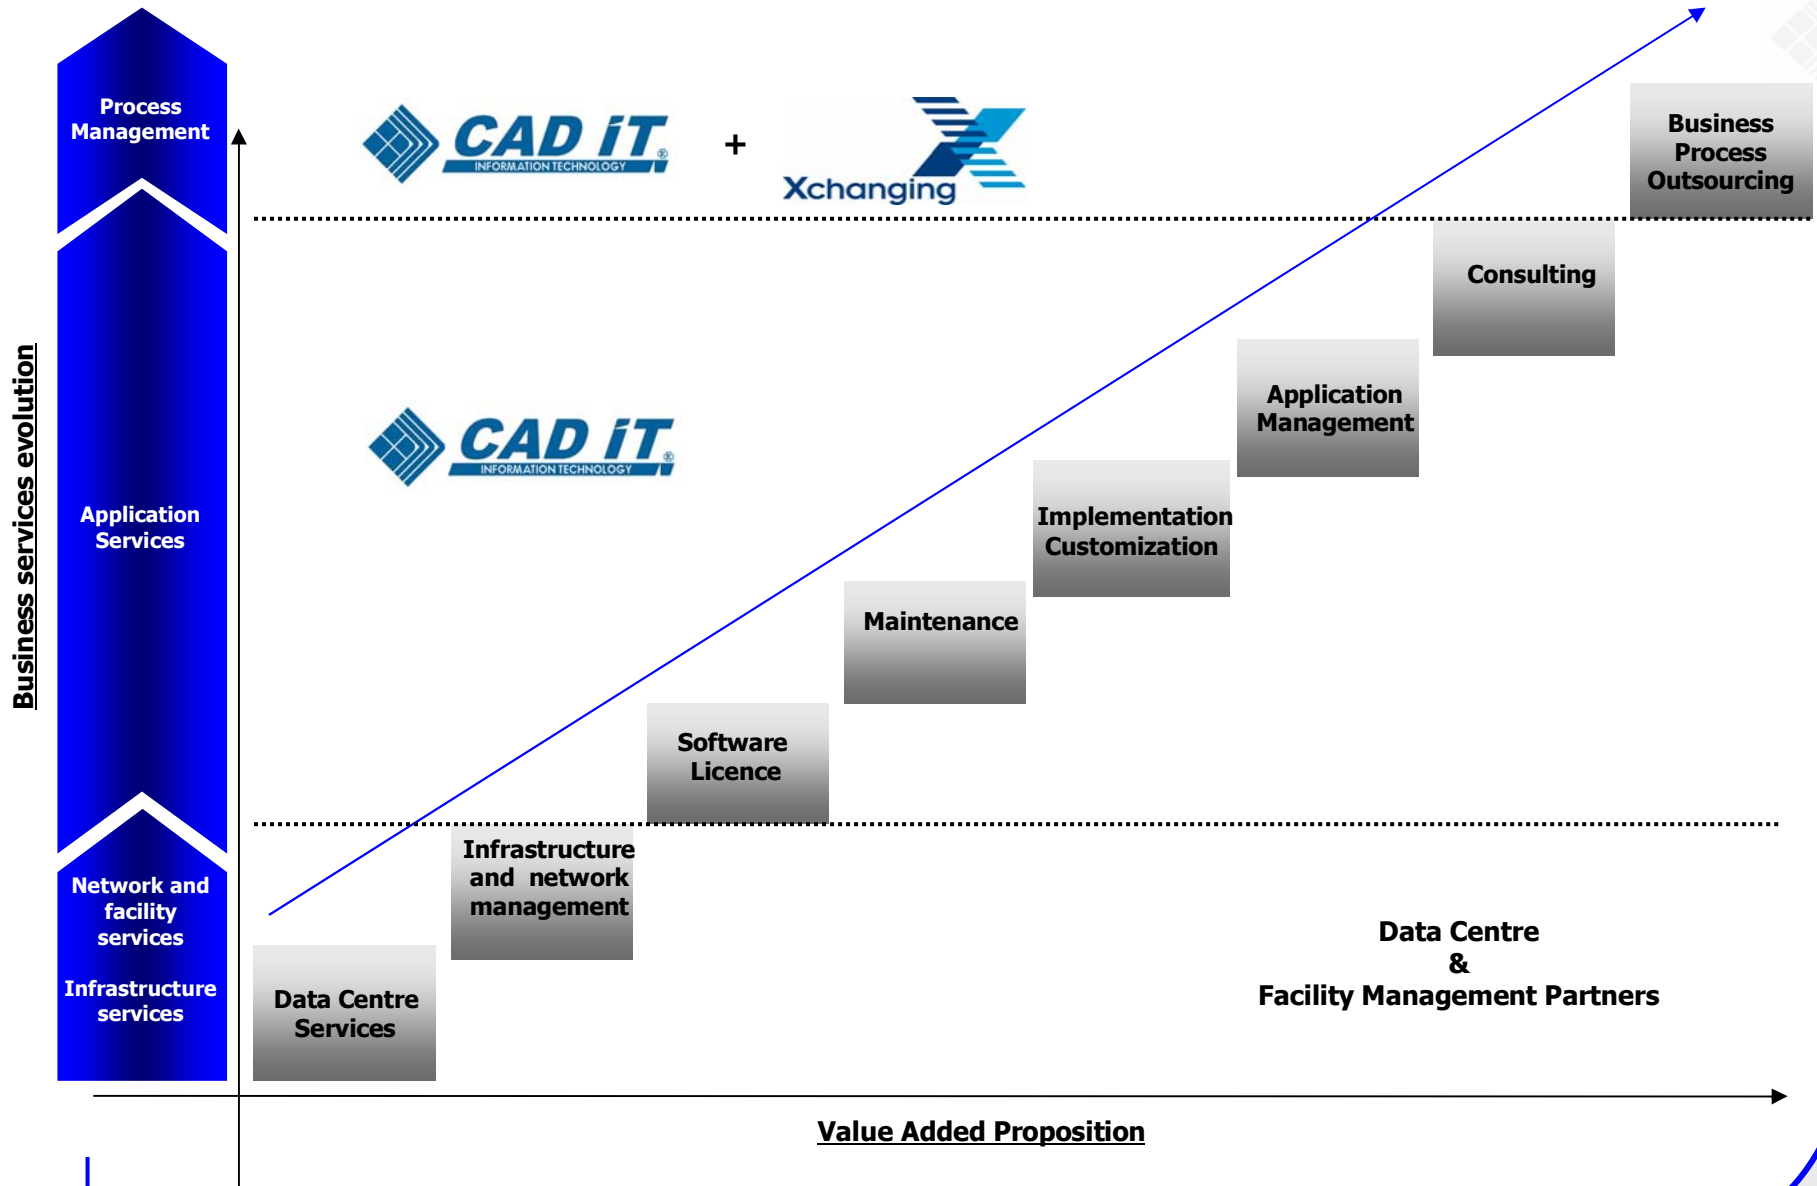 Process
Management
CAD iT®
INFORMATION TECHNOLOGY
+
Xchanging
Business
Process
Outsourcing
Consulting
Application
Management
CAD iT®
INFORMATION TECHNOLOGY
Business services evolution
Application
Services
Implementation
Customization
Maintenance
Software
Licence
Infrastructure
and network
management
Network and
facility
services
Infrastructure
services
Data Centre
Services
Data Centre
&
Facility Management Partners
Value Added Proposition